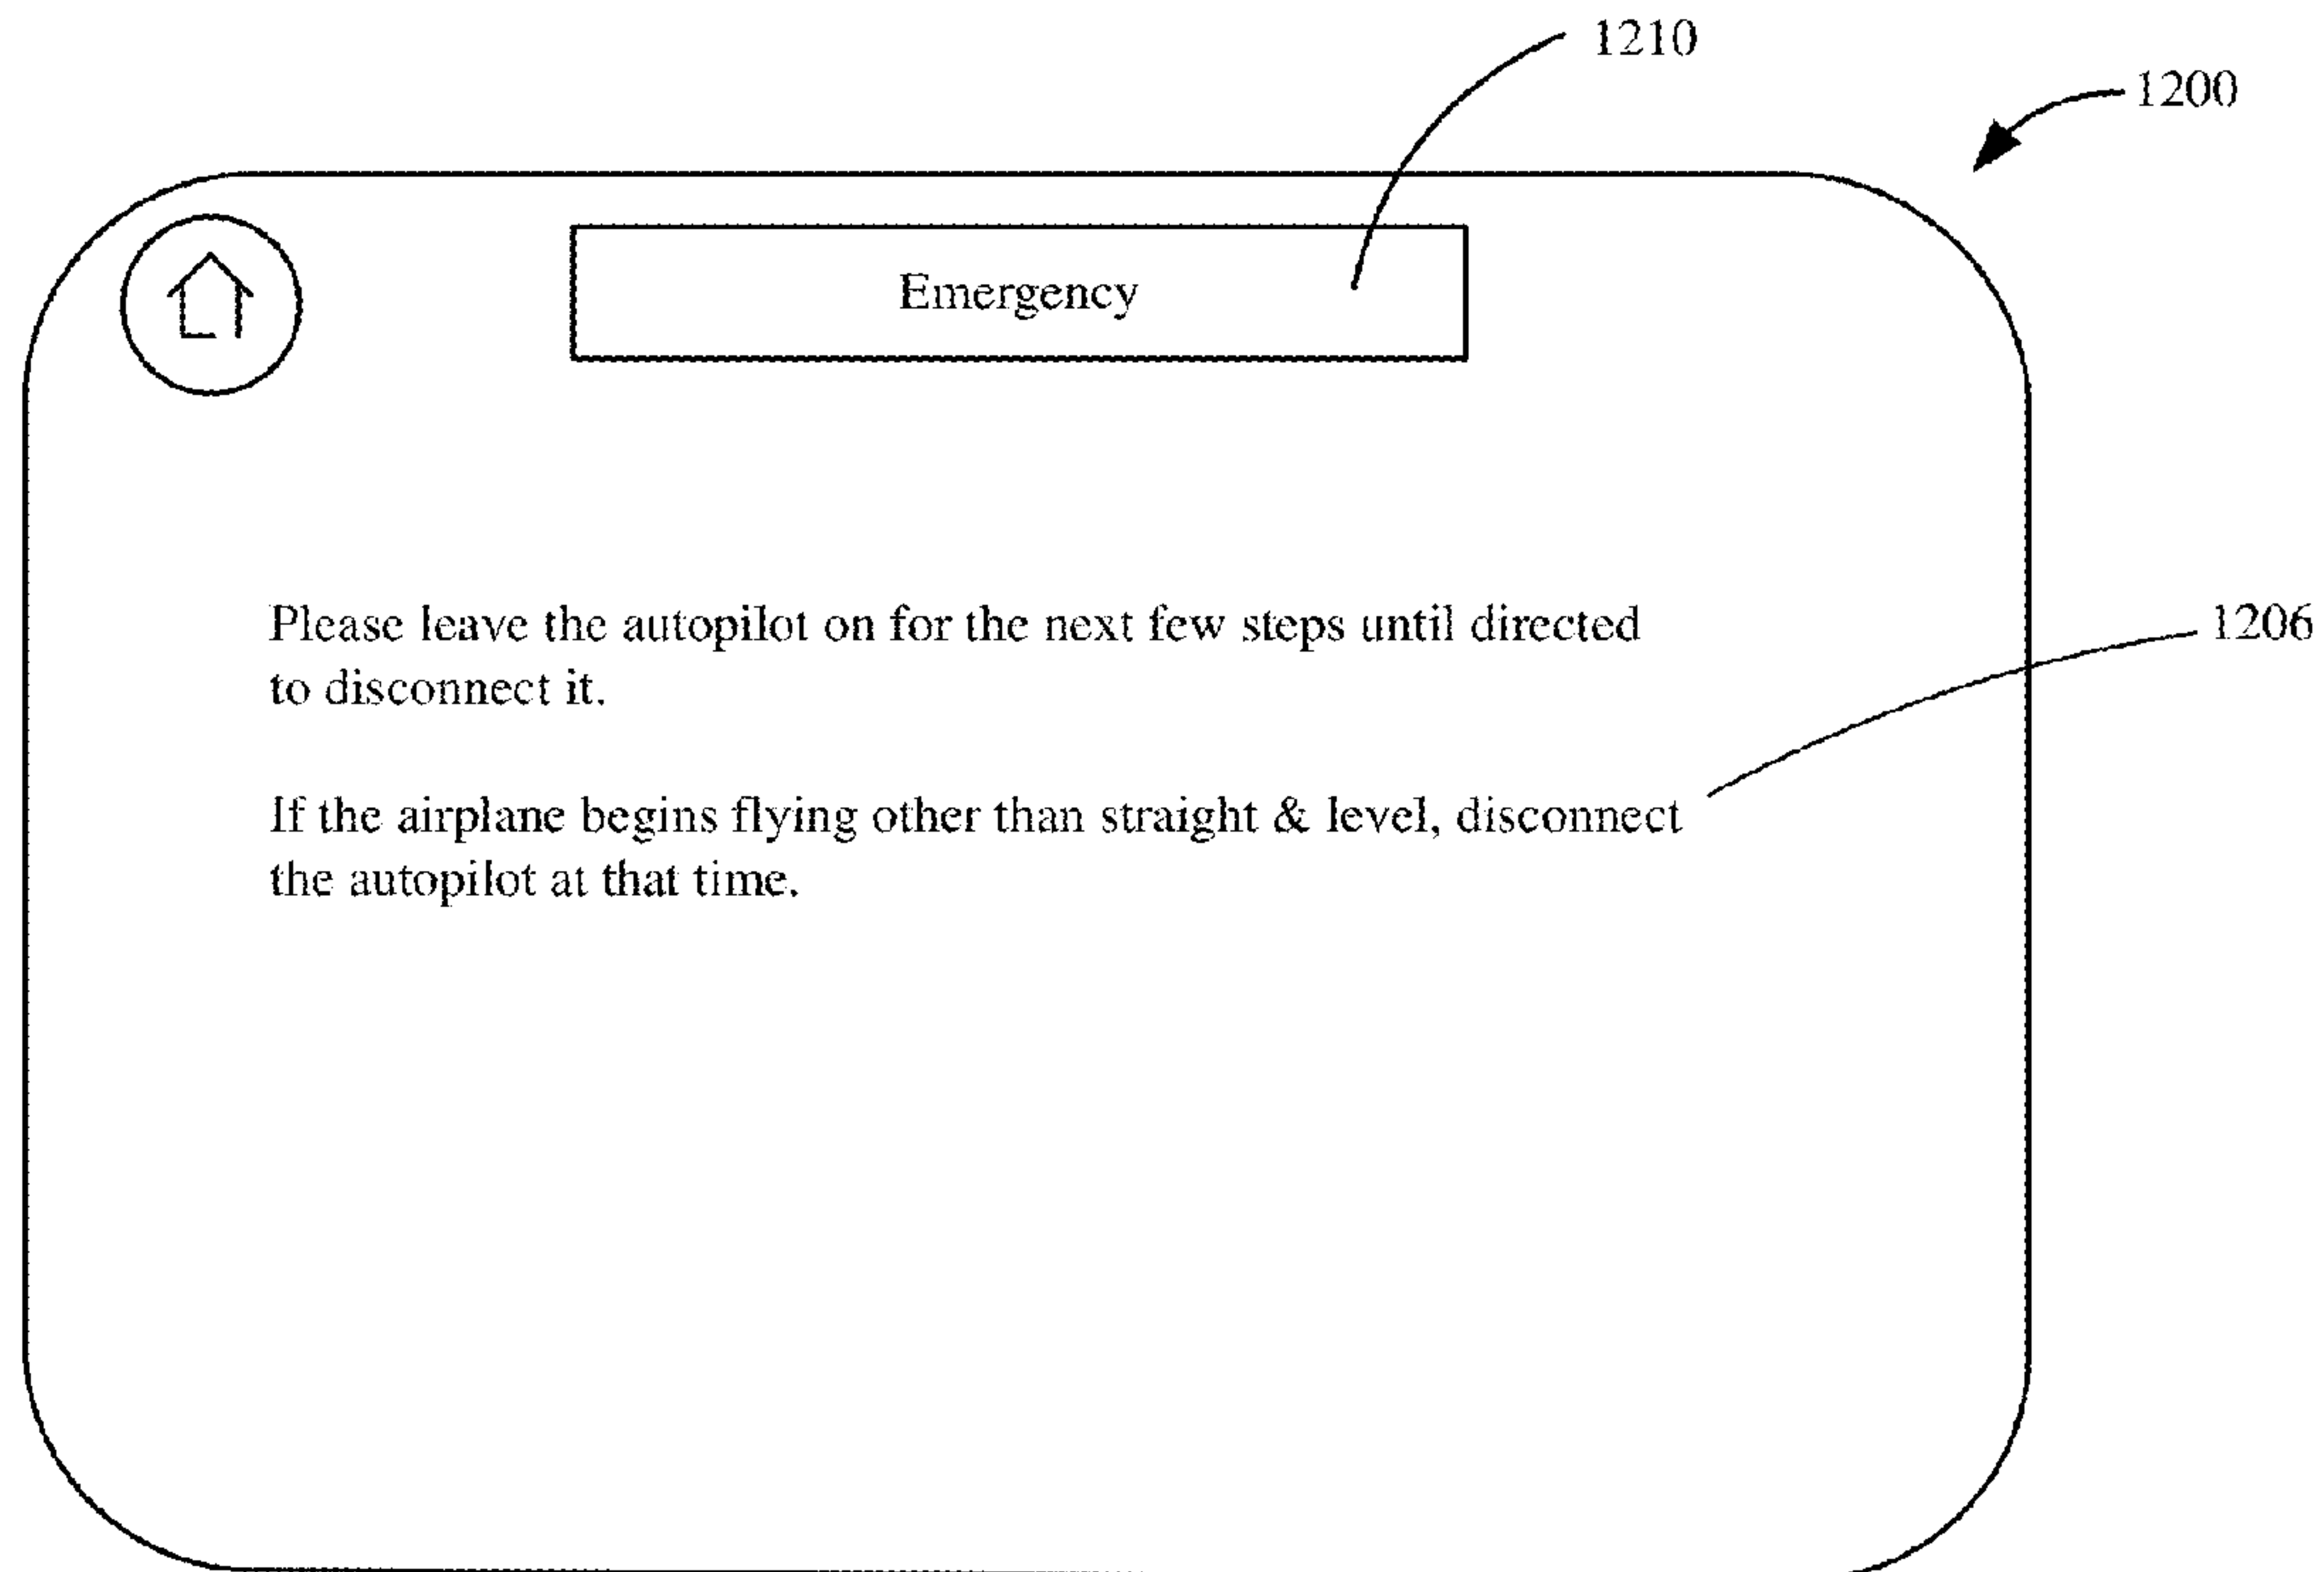 1210
1200
Emergency
Please leave the autopilot on for the next few steps until directed
to disconnect it.
1206
If the airplane begins flying other than straight & level, disconnect
the autopilot at that time.